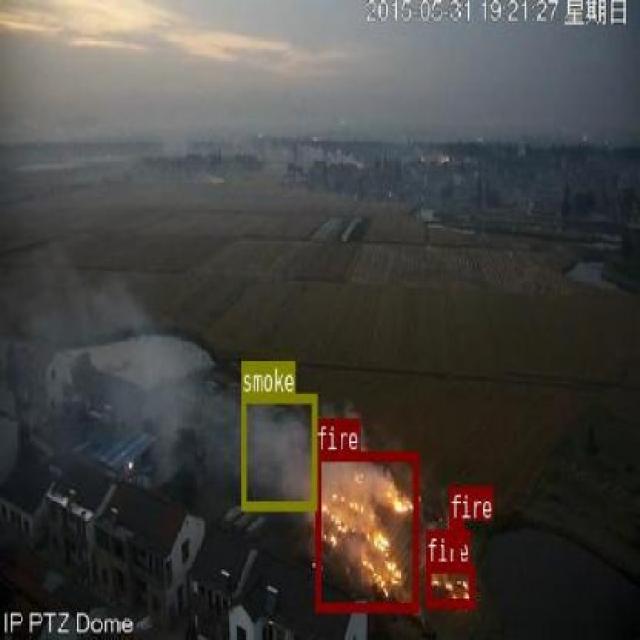 2015-05-31 19:21:27 星期日
smoke
fire
fire
fire
IP PTZ Dome